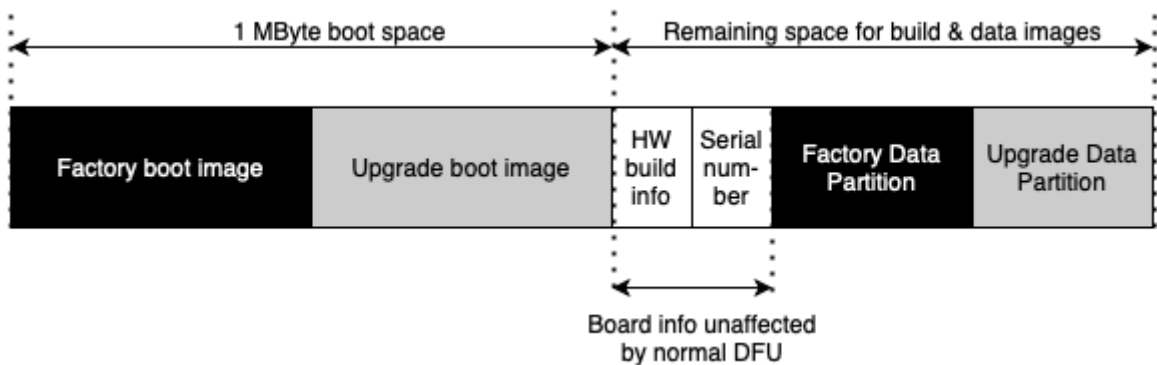 1 MByte boot space
Remaining space for build & data images
Factory boot image
Upgrade boot image
HW
build
info
Serial
num-
ber
Factory Data
Partition
Upgrade Data
Partition
Board info unaffected
by normal DFU